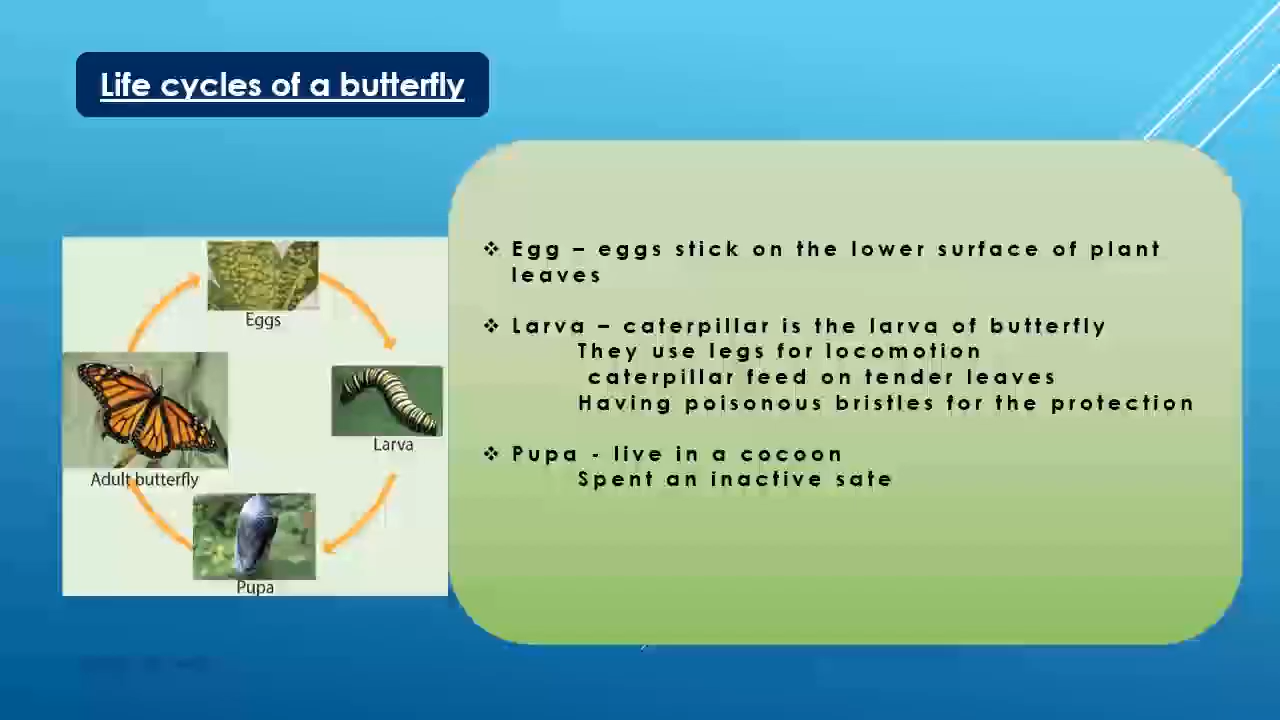 Life cycles of a butterfly
❖ Egg – eggs stick on the lower surface of plant
leaves
❖ Larva – caterpillar is the larva of butterfly
They use legs for locomotion
caterpillar feed on tender leaves
Having poisonous bristles for the protection
❖ Pupa - live in a cocoon
Spent an inactive sate
Eggs
Larva
Adult butterfly
Pupa